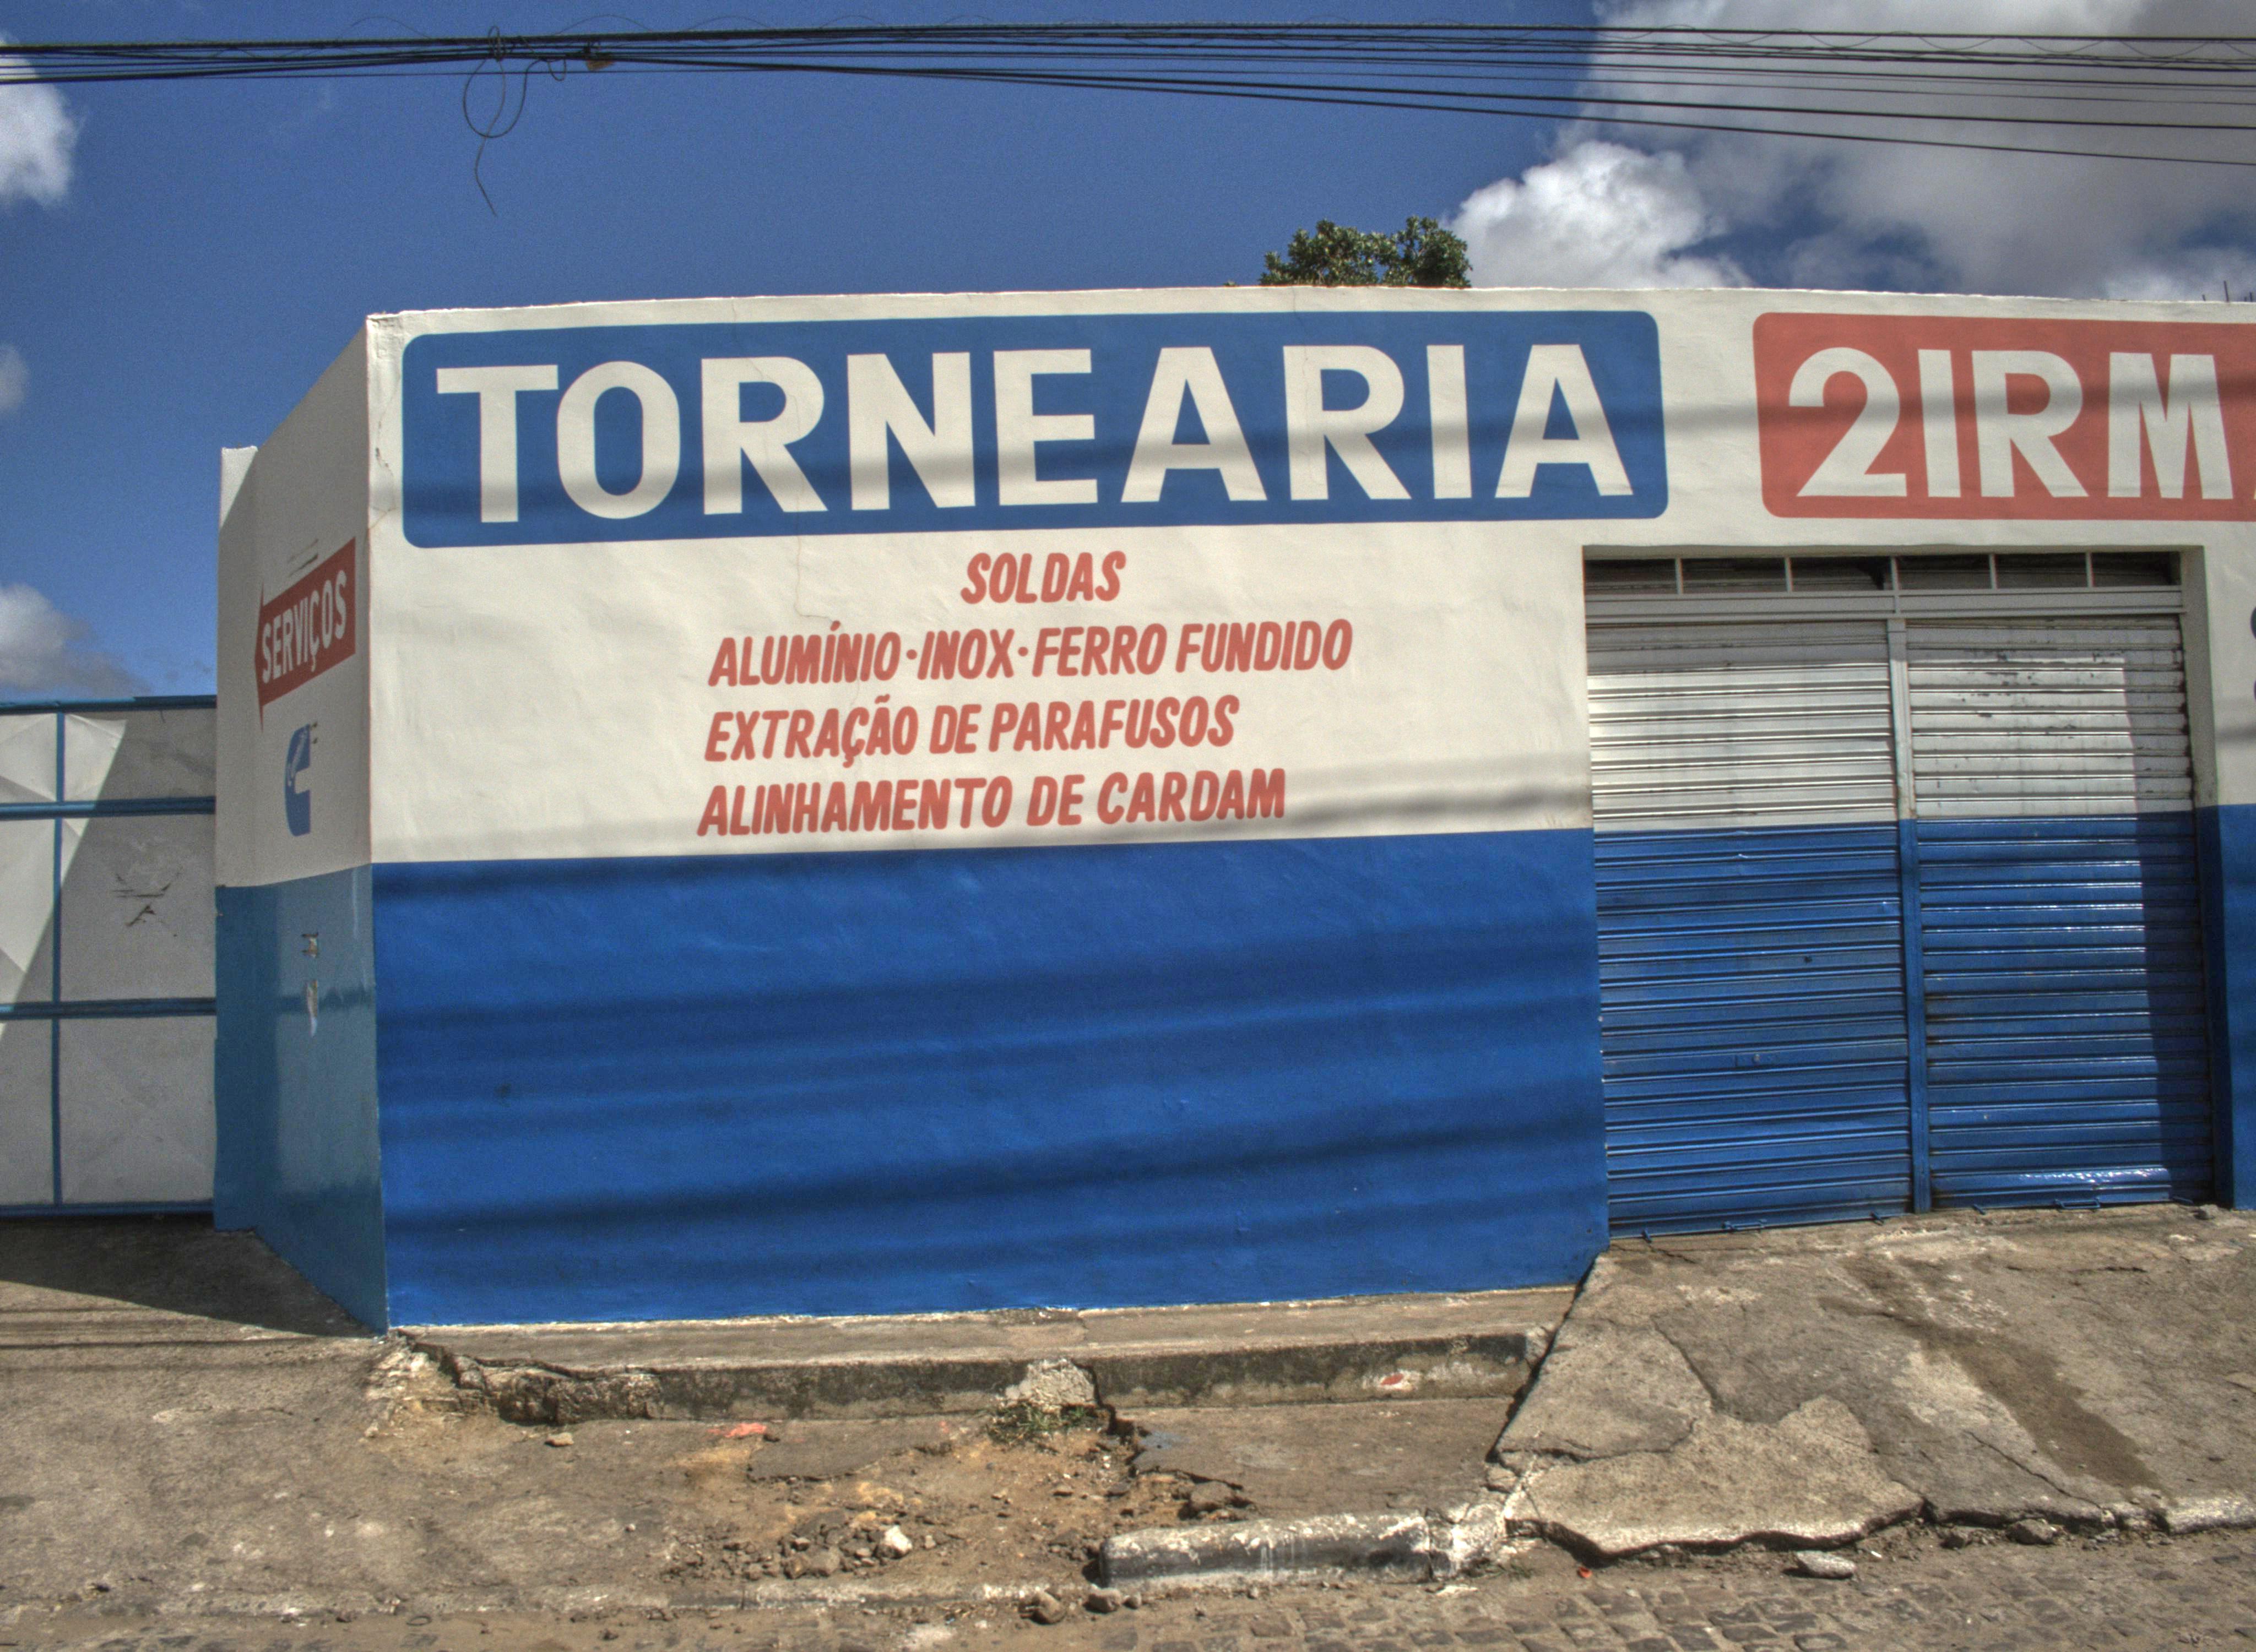 TORNEARIA
2IRM
SOLDAS
ALUMÍNIO·INOX·FERRO FUNDIDO
EXTRAÇÃO DE PARAFUSOS
ALINHAMENTO DE CARDAM
SERVIÇOS